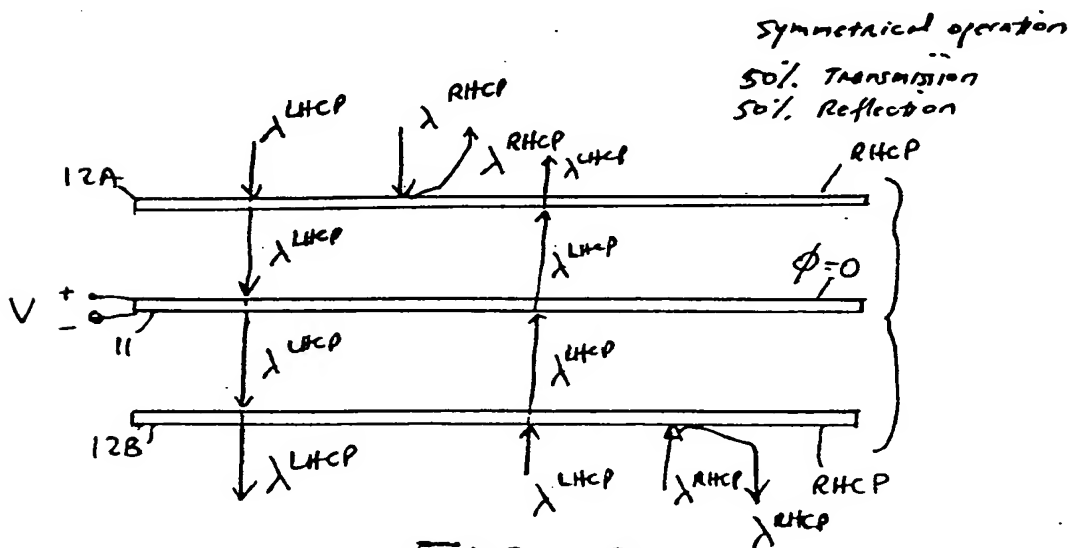 Symmetrical operation
50% Transmission
50% Reflection
λ^LHCP λ^RHCP λ^RHCP λ^LHCP RHCP
12A
λ^LHCP λ^LHCP φ=0
V + -
11
λ^LHCP λ^LHCP
12B
λ^LHCP λ^LHCP λ^RHCP λ^RHCP RHCP